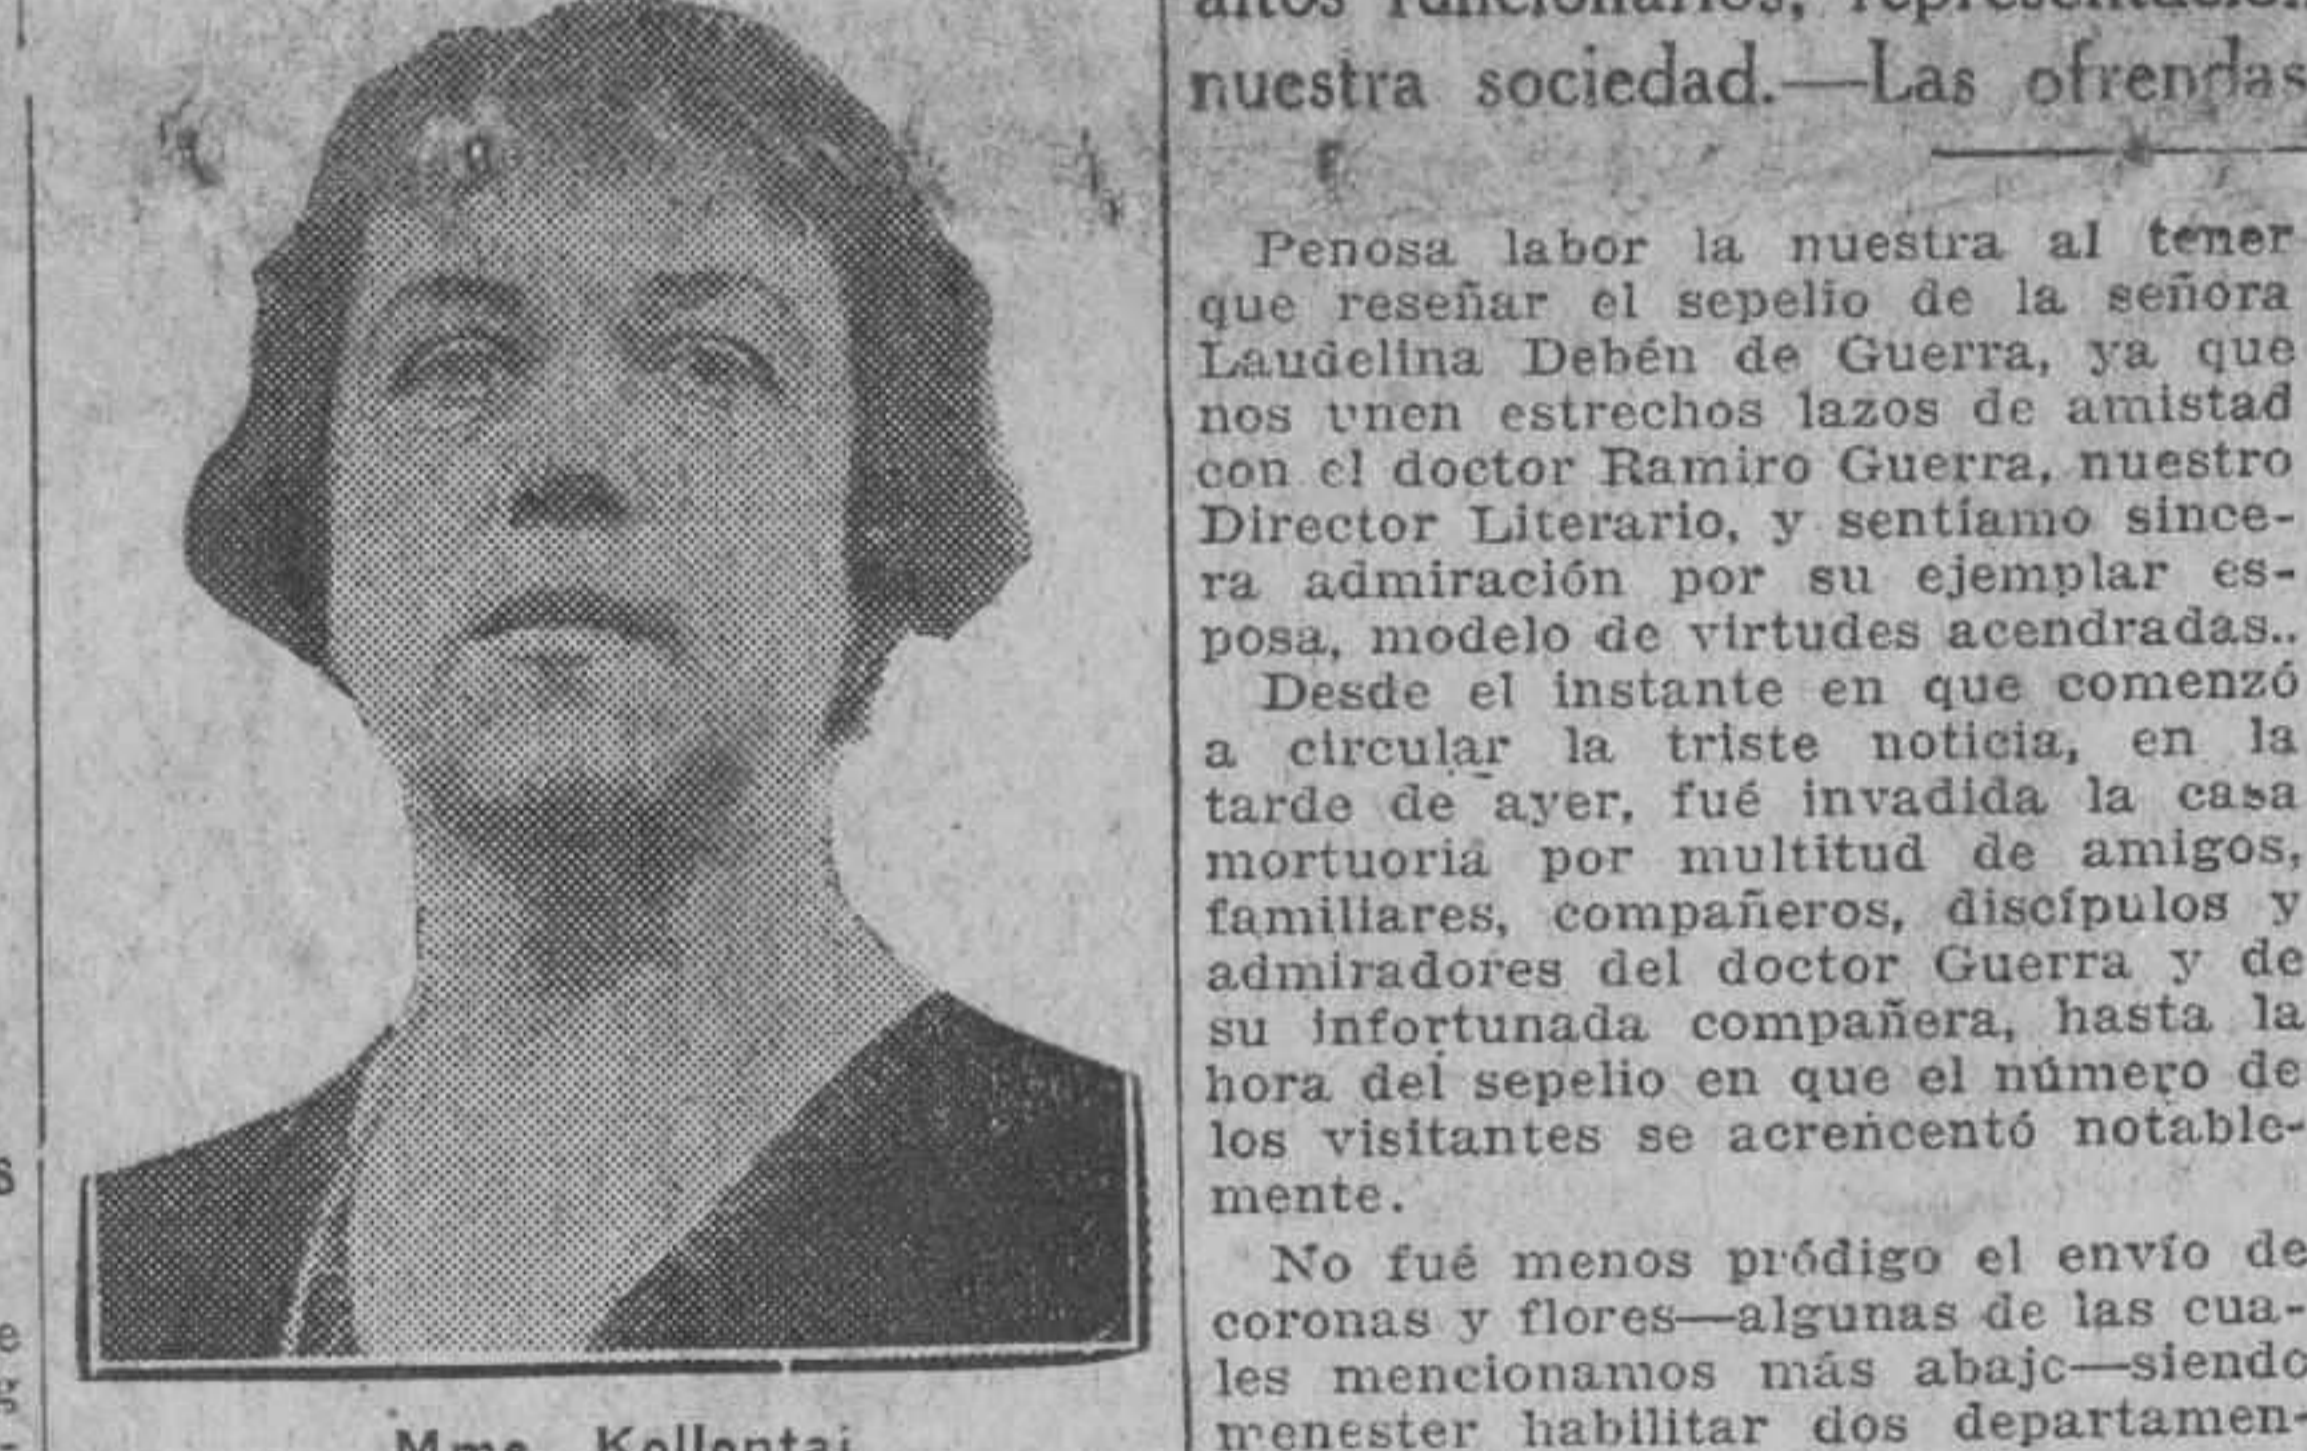 altos funcionarios, representación
nuestra sociedad.—Las ofrendas
Penosa labor la nuestra al tener
que reseñar el sepelio de la señora
Laudelina Debén de Guerra, ya que
nos unen estrechos lazos de amistad
con el doctor Ramiro Guerra, nuestro
Director Literario, y sentíamo since-
ra admiración por su ejemplar es-
posa, modelo de virtudes acendradas..
Desde el instante en que comenzó
a circular la triste noticia, en la
tarde de ayer, fué invadida la casa
mortuoria por multitud de amigos,
familiares, compañeros, discípulos y
admiradores del doctor Guerra y de
su infortunada compañera, hasta la
hora del sepelio en que el número de
los visitantes se acrencentó notable-
mente.
No fué menos pródigo el envío de
coronas y flores—algunas de las cua-
les mencionamos más abajo—siendo
menester habilitar dos departamen-
Mme. Kollontai